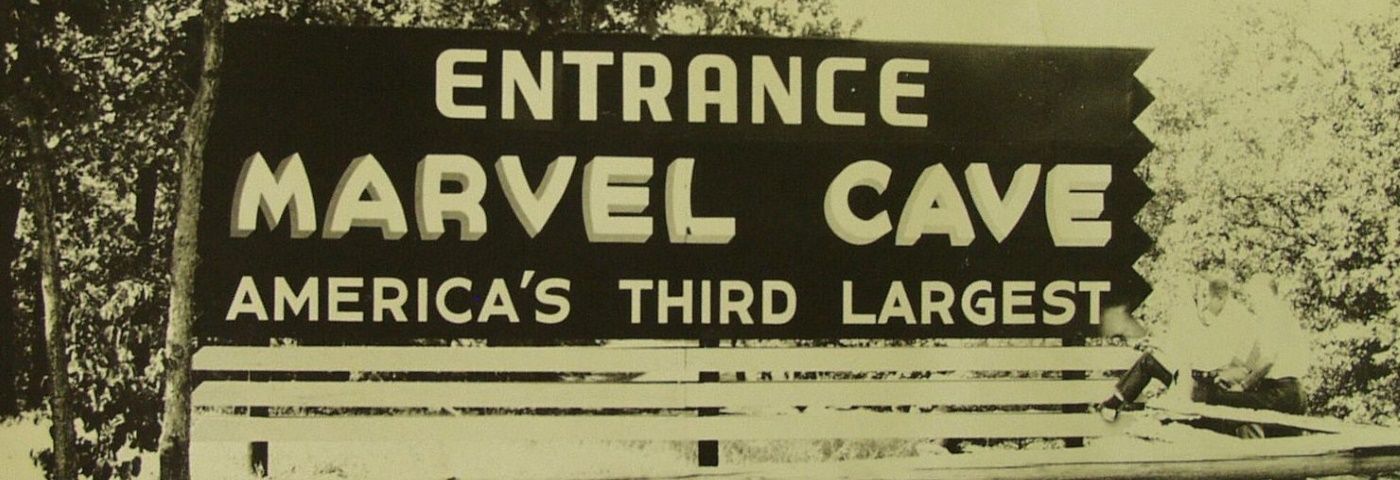 ENTRANCE
MARVEL CAVE
AMERICA'S THIRD LARGEST